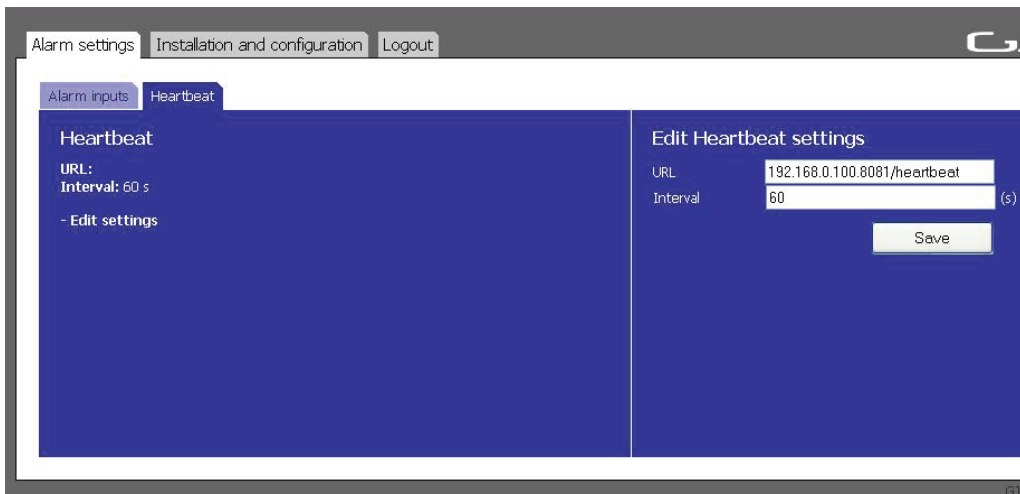 Alarm settings Installation and configuration Logout
Alarm inputs Heartbeat
Heartbeat
URL:
Interval: 60 s
- Edit settings
Edit Heartbeat settings
URL 192.168.0.100.8081/heartbeat
Interval 60 (s)
Save